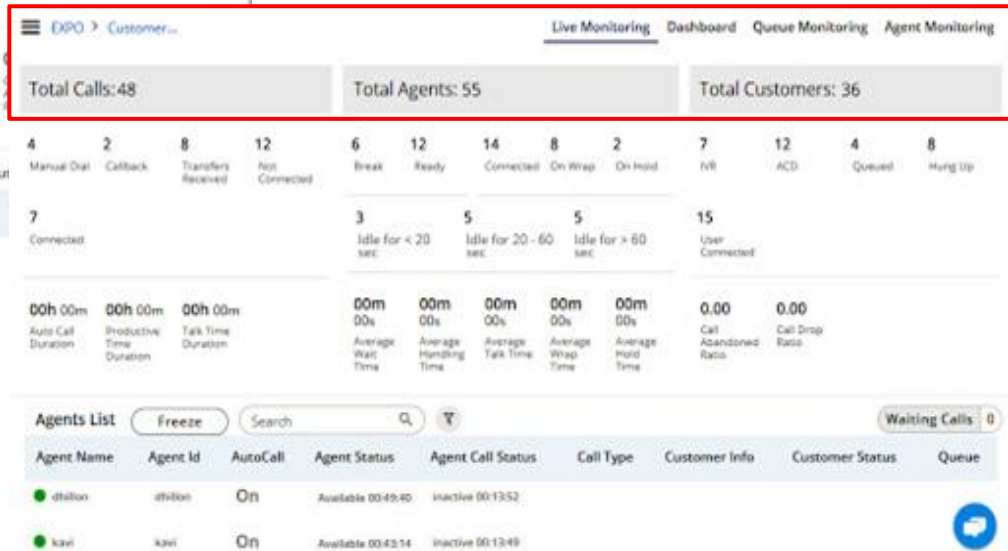 EXPO > Customer... Live Monitoring Dashboard Queue Monitoring Agent Monitoring
Total Calls:48 Total Agents: 55 Total Customers: 36
4 2 8 12 6 12 14 8 2 7 12 4 8
Manual Dial Callback Transfers Received Not Connected Break Ready Connected On Wrap On Hold IVR ACD Queued Hung Up
7 3 5 5 15
Connected Idle for < 20 sec Idle for 20 - 60 sec Idle for > 60 sec User Connected
00h 00m 00h 00m 00h 00m 00m 00s 00m 00s 00m 00s 00m 00s 00m 00s 0.00 0.00
Auto Call Duration Productive Time Duration Talk Time Duration Average Wait Time Average Handling Time Average Talk Time Average Wrap Time Average Hold Time Call Abandoned Ratio Call Drop Ratio
Agents List Freeze Search Waiting Calls 0
Agent Name Agent Id AutoCall Agent Status Agent Call Status Call Type Customer Info Customer Status Queue
dhillon dhillon On Available 00:49:40 inactive 00:13:52
kavi kavi On Available 00:43:14 inactive 00:13:49